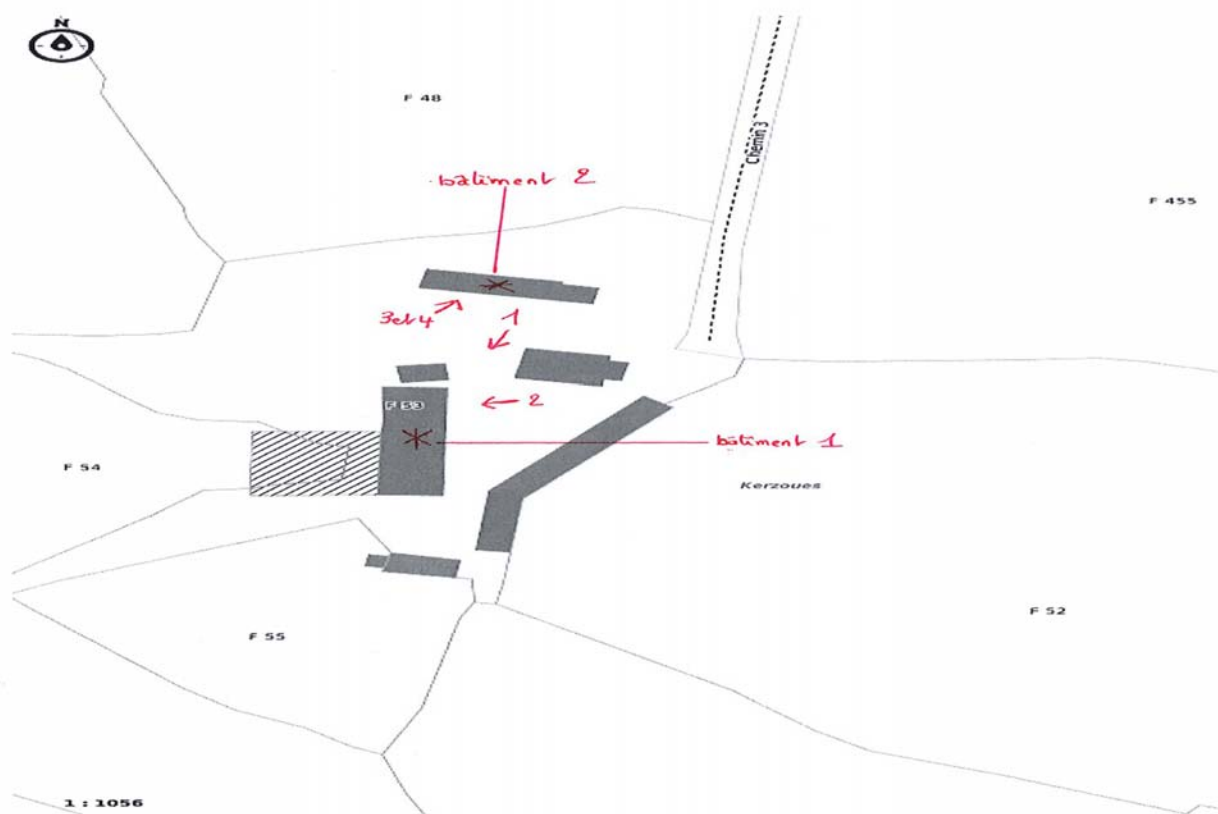 N
F 48
Chemin 3
bâtiment 2
F 455
3et4
1
F 53
2
bâtiment 1
F 54
Kerzoues
F 52
F 55
1 : 1056